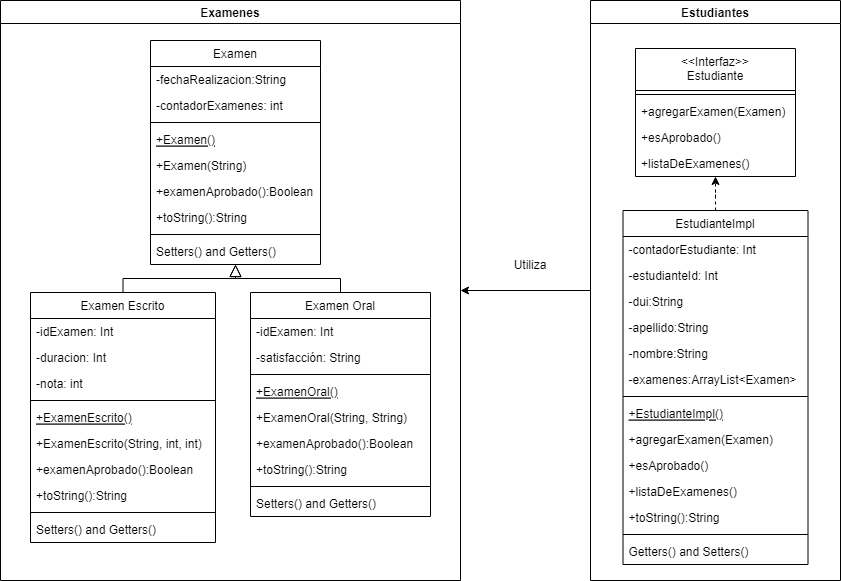 Examenes
Examen
-fechaRealizacion:String
-contadorExamenes: int
+Examen()
+Examen(String)
+examenAprobado():Boolean
+toString():String
Setters() and Getters()
Examen Escrito
-idExamen: Int
-duracion: Int
-nota: int
+ExamenEscrito()
+ExamenEscrito(String, int, int)
+examenAprobado():Boolean
+toString():String
Setters() and Getters()
Examen Oral
-idExamen: Int
-satisfacción: String
+ExamenOral()
+ExamenOral(String, String)
+examenAprobado():Boolean
+toString():String
Setters() and Getters()
Utiliza
Estudiantes
<<Interfaz>>
Estudiante
+agregarExamen(Examen)
+esAprobado()
+listaDeExamenes()
EstudianteImpl
-contadorEstudiante: Int
-estudianteId: Int
-dui:String
-apellido:String
-nombre:String
-examenes:ArrayList<Examen>
+EstudianteImpl()
+agregarExamen(Examen)
+esAprobado()
+listaDeExamenes()
+toString():String
Getters() and Setters()